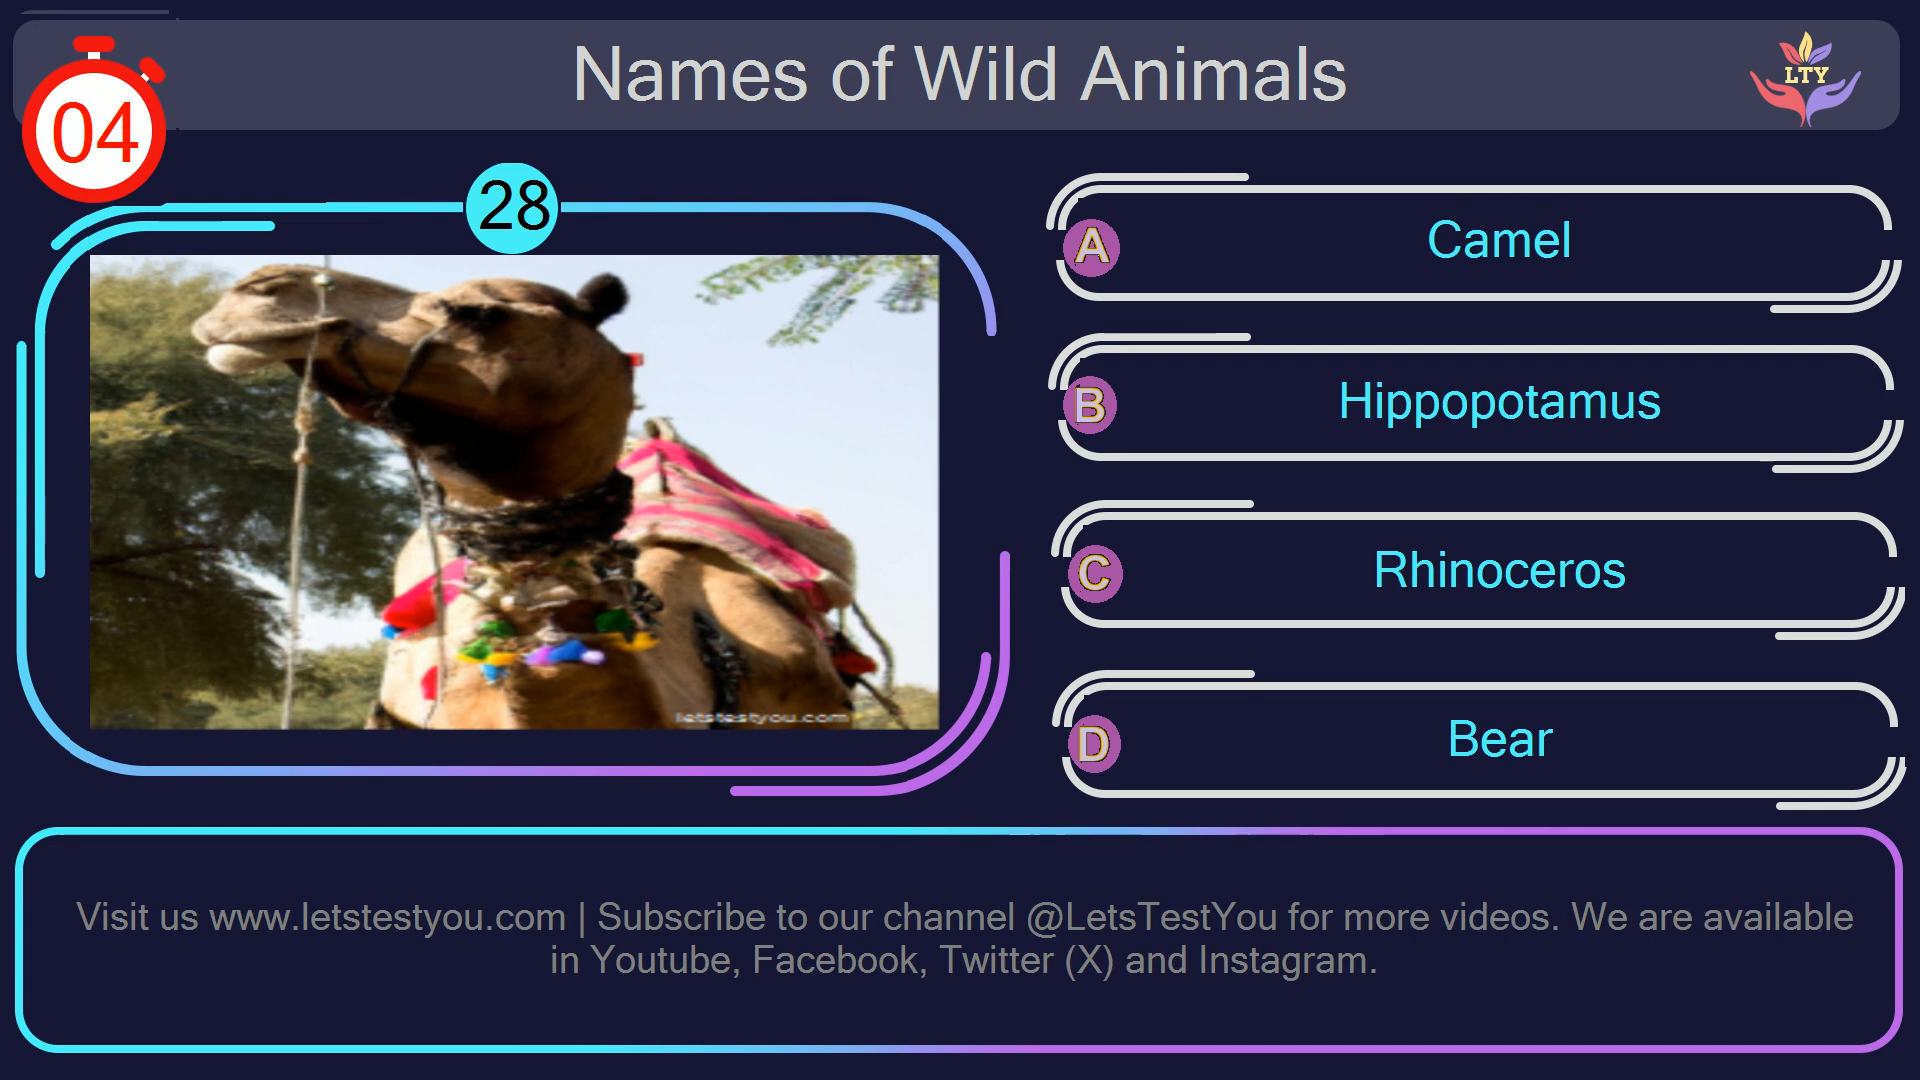 Names of Wild Animals
LTY
04
28
letstestyou.com
A
Camel
B
Hippopotamus
C
Rhinoceros
D
Bear
Visit us www.letstestyou.com | Subscribe to our channel @LetsTestYou for more videos. We are available
in Youtube, Facebook, Twitter (X) and Instagram.